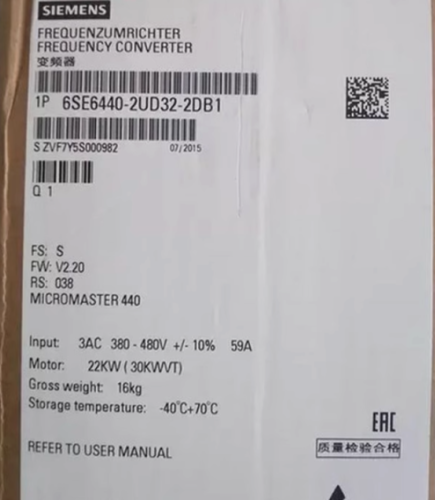 SIEMENS
FREQUENZUMRICHTER
FREQUENCY CONVERTER
变频器
1P 6SE6440-2UD32-2DB1
S ZVF7Y5S000982 07/2015
Q 1
FS: S
FW: V2.20
RS: 038
MICROMASTER 440
Input: 3AC 380 - 480V +/- 10% 59A
Motor: 22KW ( 30KWVT)
Gross weight: 16kg
Storage temperature: -40°C+70°C
EAC
REFER TO USER MANUAL
质量检验合格